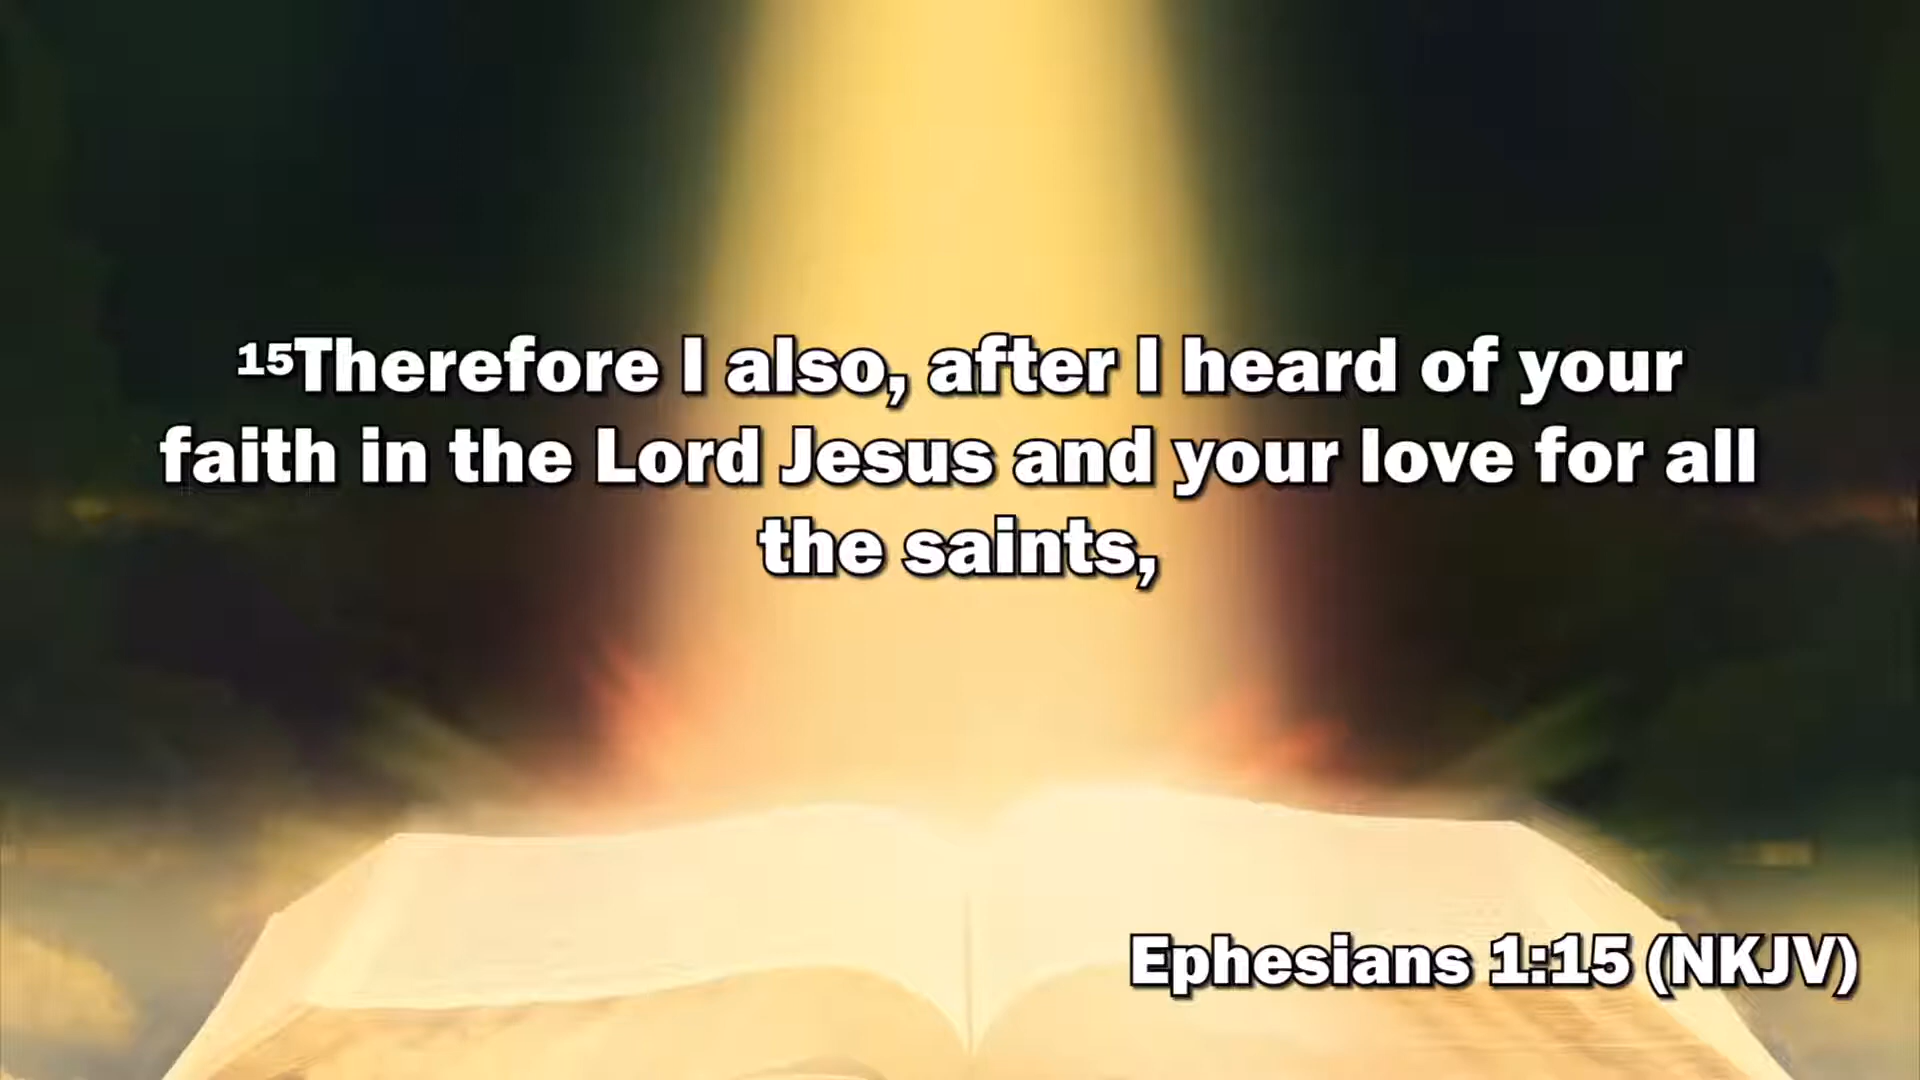 ¹⁵Therefore I also, after I heard of your
faith in the Lord Jesus and your love for all
the saints,
Ephesians 1:15 (NKJV)